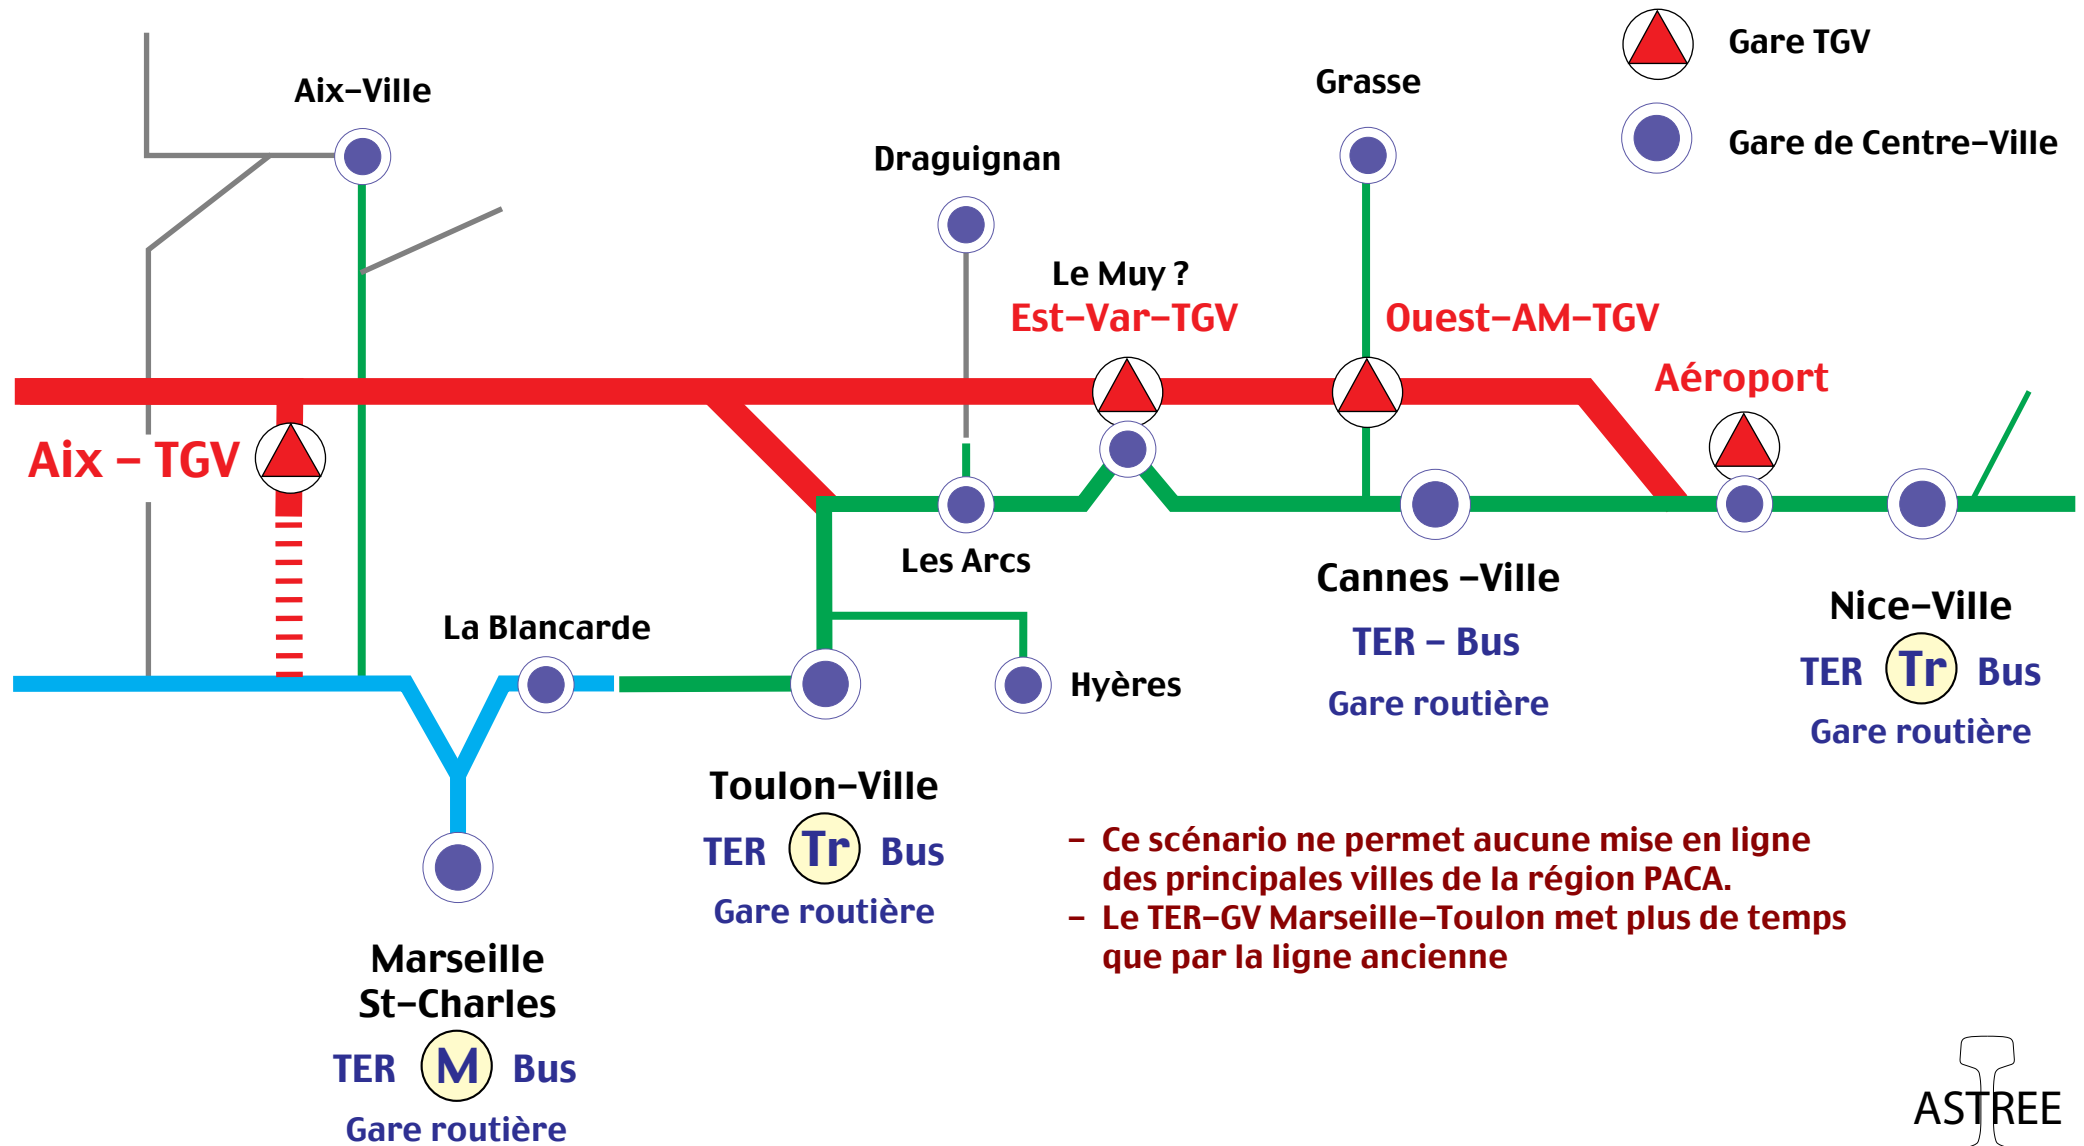 Gare TGV
Grasse
Aix–Ville
Gare de Centre–Ville
Draguignan
Le Muy ?
Est–Var–TGV
Ouest–AM–TGV
Aéroport
Aix – TGV
Les Arcs
Cannes –Ville
TER – Bus
Gare routière
Nice–Ville
TER Tr Bus
Gare routière
La Blancarde
Hyères
Toulon–Ville
TER Tr Bus
Gare routière
– Ce scénario ne permet aucune mise en ligne
des principales villes de la région PACA.
– Le TER–GV Marseille–Toulon met plus de temps
que par la ligne ancienne
Marseille
St–Charles
TER M Bus
Gare routière
ASTREE